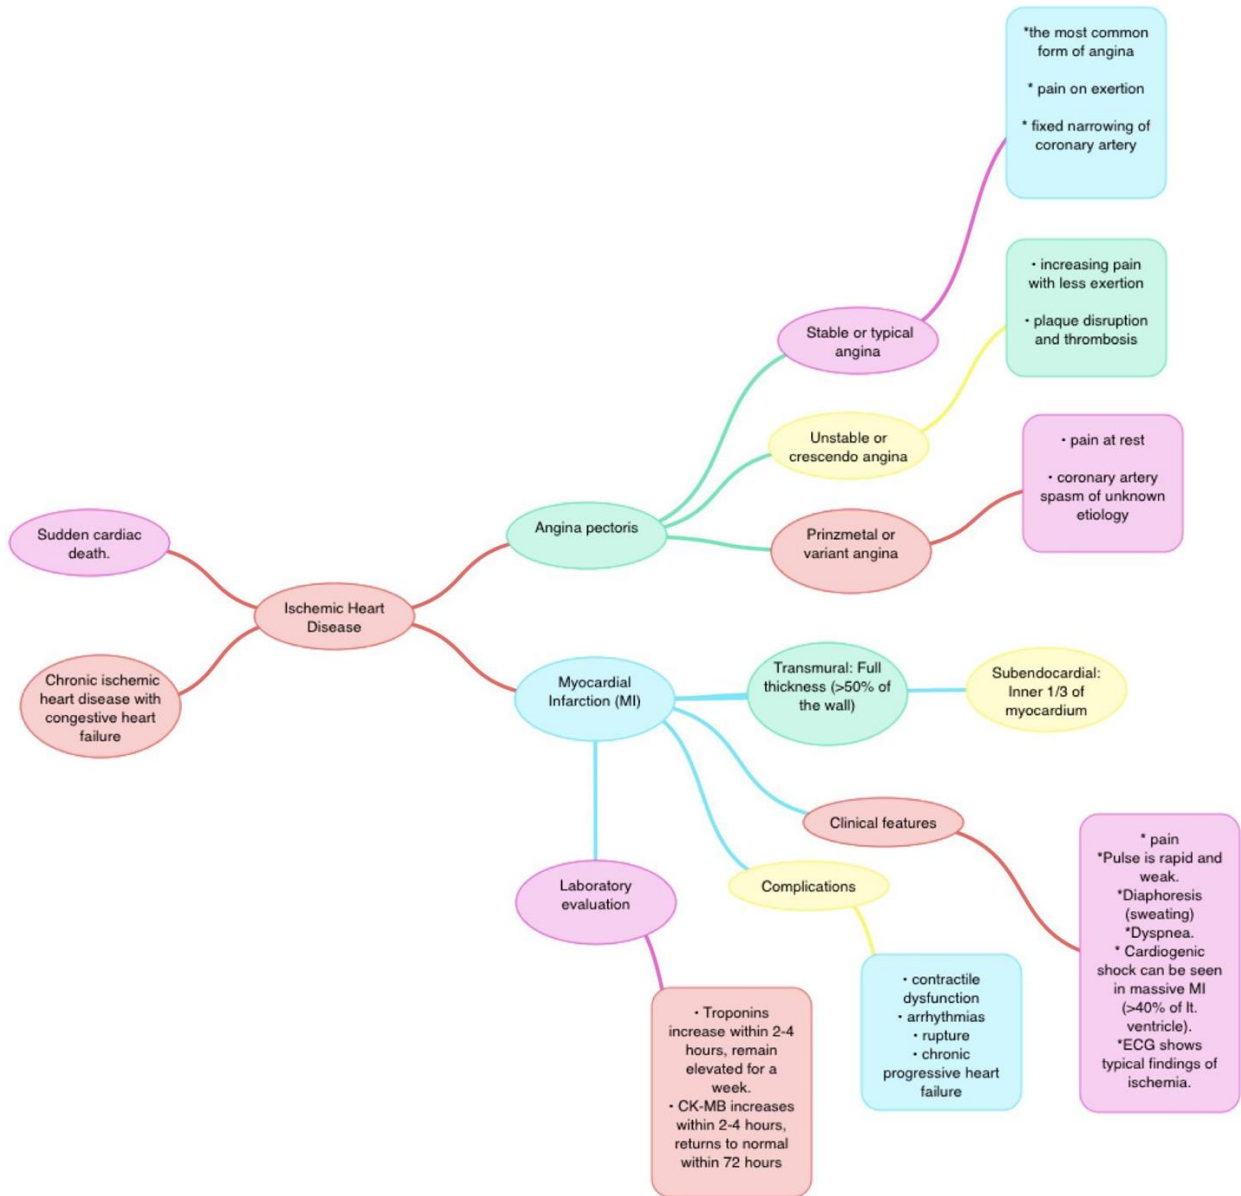 *the most common
form of angina
* pain on exertion
* fixed narrowing of
coronary artery
• increasing pain
with less exertion
• plaque disruption
and thrombosis
Stable or typical
angina
Unstable or
crescendo angina
• pain at rest
• coronary artery
spasm of unknown
etiology
Angina pectoris
Prinzmetal or
variant angina
Sudden cardiac
death.
Ischemic Heart
Disease
Chronic ischemic
heart disease with
congestive heart
failure
Myocardial
Infarction (MI)
Transmural: Full
thickness (>50% of
the wall)
Subendocardial:
Inner 1/3 of
myocardium
Clinical features
* pain
*Pulse is rapid and
weak.
*Diaphoresis
(sweating)
*Dyspnea.
* Cardiogenic
shock can be seen
in massive MI
(>40% of lt.
ventricle).
*ECG shows
typical findings of
ischemia.
Laboratory
evaluation
Complications
• contractile
dysfunction
• arrhythmias
• rupture
• chronic
progressive heart
failure
• Troponins
increase within 2-4
hours, remain
elevated for a
week.
• CK-MB increases
within 2-4 hours,
returns to normal
within 72 hours